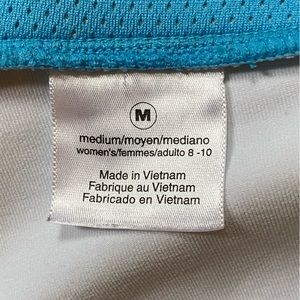 M
medium/moyen/mediano
women's/femmes/adulto 8 -10
Made in Vietnam
Fabrique au Vietnam
Fabricado en Vietnam